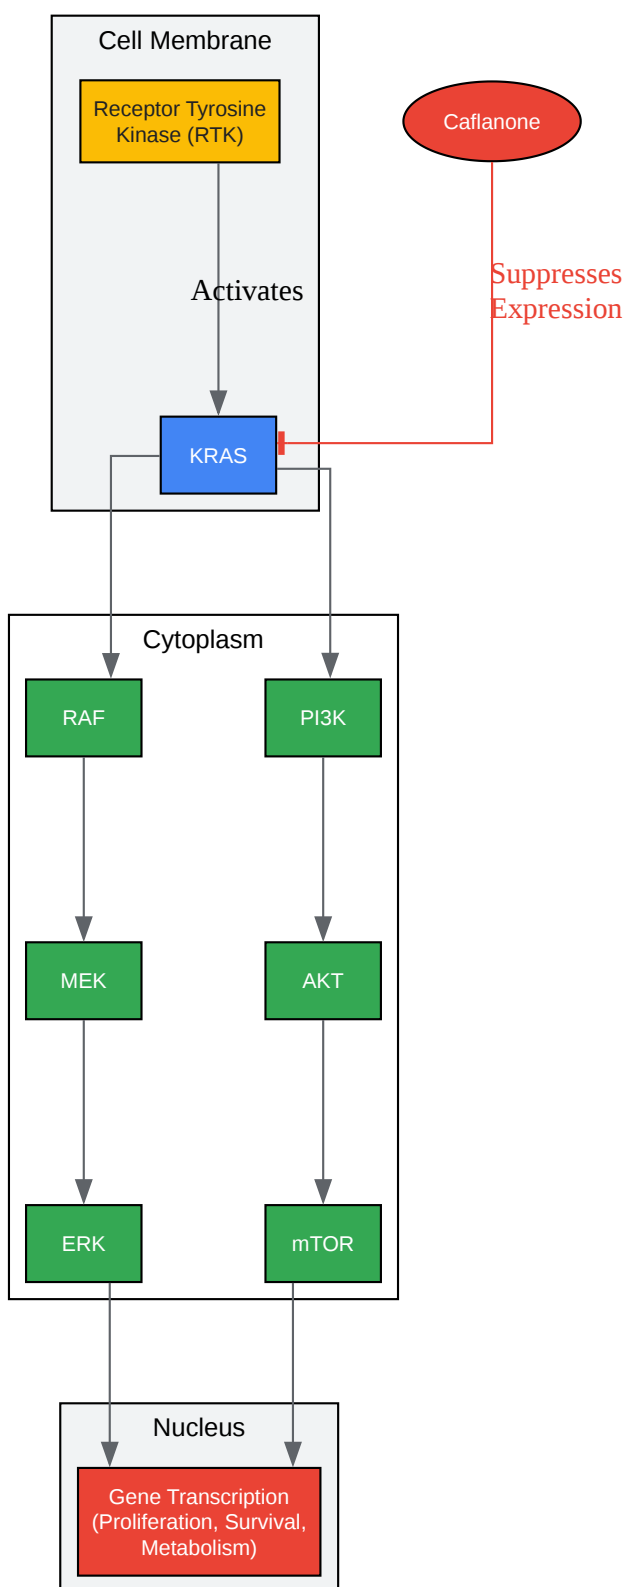 Cell Membrane
Receptor Tyrosine
Kinase (RTK)
Caflanone
Suppresses
Expression
Activates
KRAS
Cytoplasm
RAF
PI3K
MEK
AKT
ERK
mTOR
Nucleus
Gene Transcription
(Proliferation, Survival,
Metabolism)